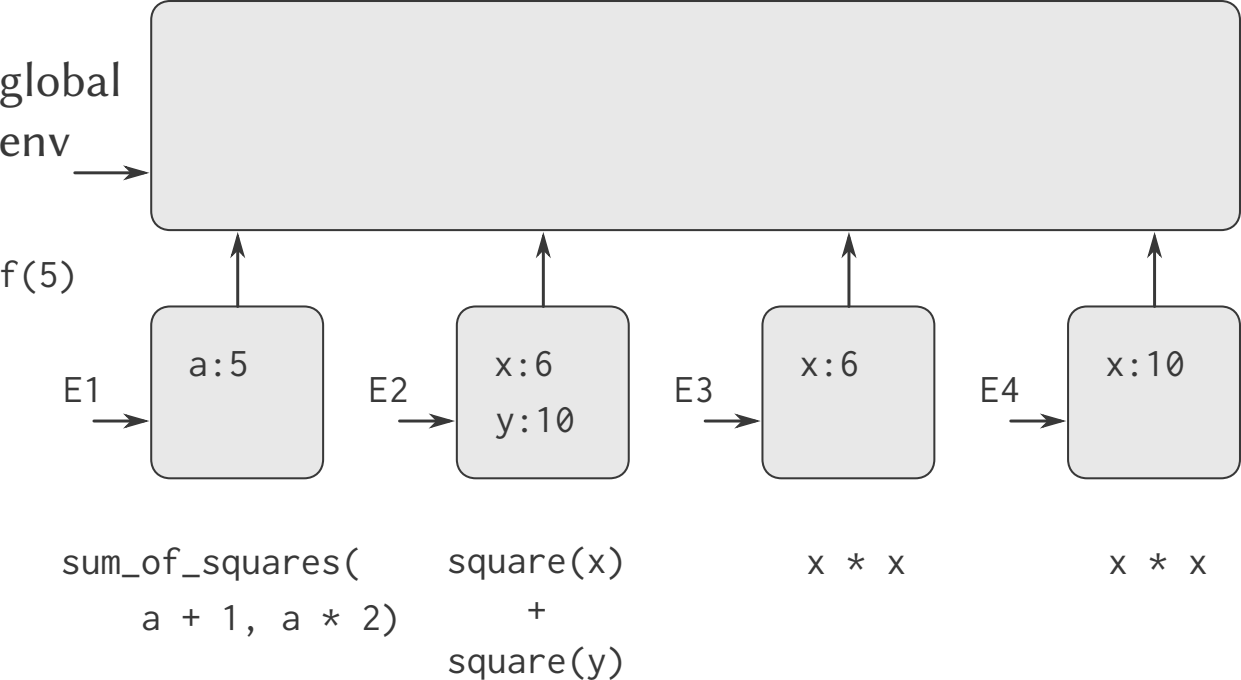 global
env
f(5)
E1
a:5
E2
x:6
y:10
E3
x:6
E4
x:10
sum_of_squares(
a + 1, a * 2)
square(x)
+
square(y)
x * x
x * x